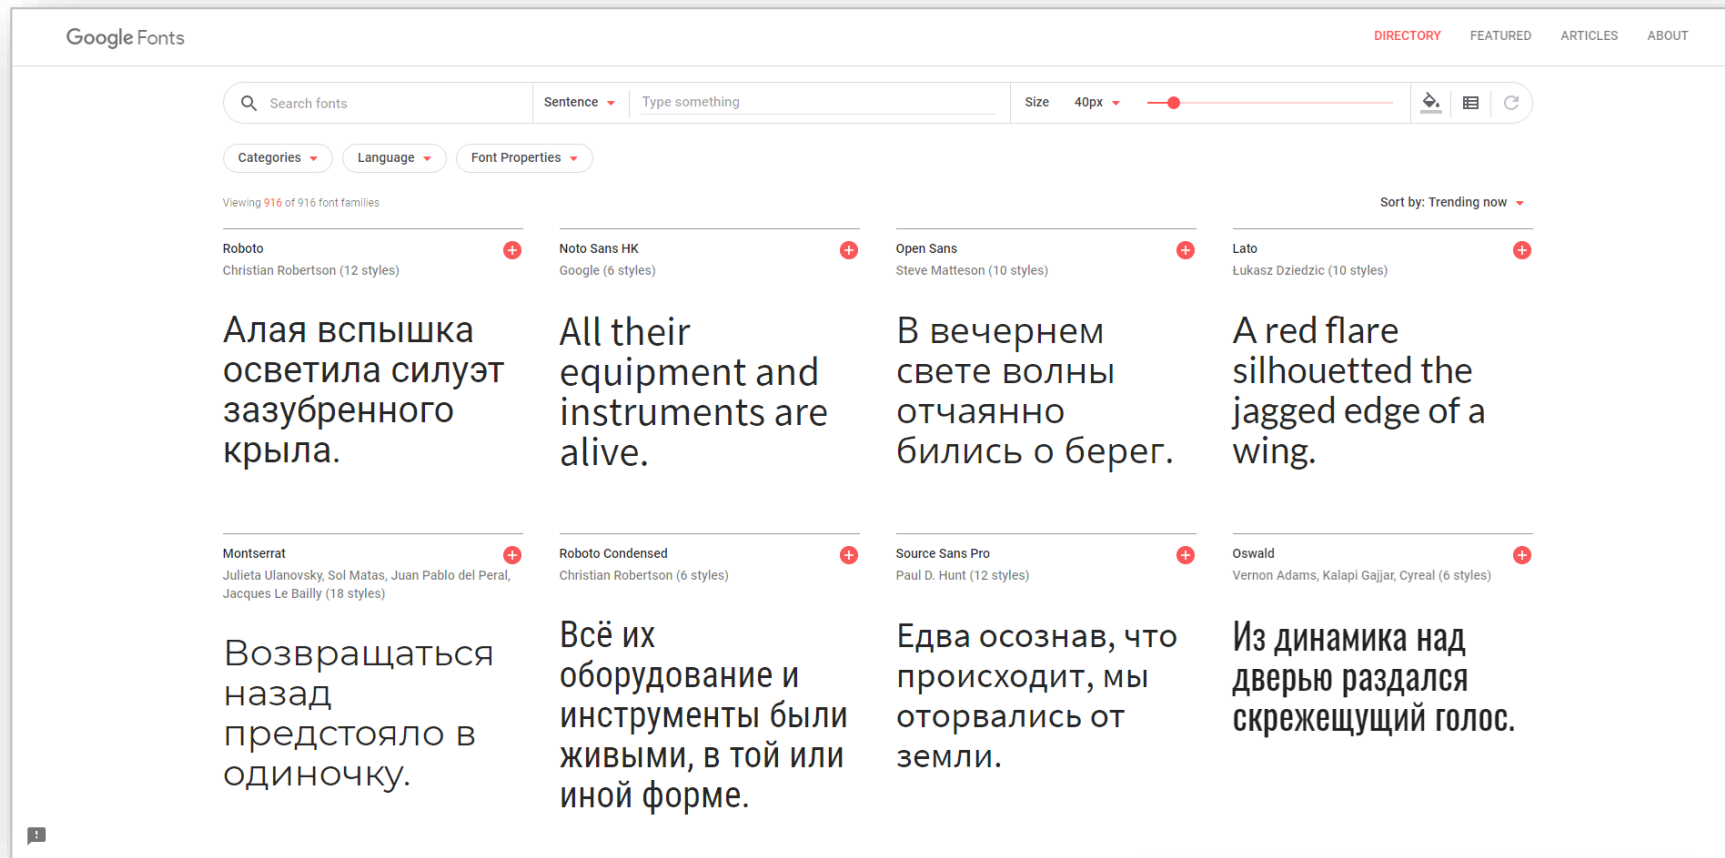 Google Fonts
DIRECTORY
FEATURED
ARTICLES
ABOUT
Search fonts
Sentence
Type something
Size
40px
Categories
Language
Font Properties
Viewing 916 of 916 font families
Sort by: Trending now
Roboto
Christian Robertson (12 styles)
Алая вспышка
осветила силуэт
зазубренного
крыла.
Noto Sans HK
Google (6 styles)
All their
equipment and
instruments are
alive.
Open Sans
Steve Matteson (10 styles)
В вечернем
свете волны
отчаянно
бились о берег.
Lato
Łukasz Dziedzic (10 styles)
A red flare
silhouetted the
jagged edge of a
wing.
Montserrat
Julieta Ulanovsky, Sol Matas, Juan Pablo del Peral,
Jacques Le Bailly (18 styles)
Возвращаться
назад
предстояло в
одиночку.
Roboto Condensed
Christian Robertson (6 styles)
Всё их
оборудование и
инструменты были
живыми, в той или
иной форме.
Source Sans Pro
Paul D. Hunt (12 styles)
Едва осознав, что
происходит, мы
оторвались от
земли.
Oswald
Vernon Adams, Kalapi Gajjar, Cyreal (6 styles)
Из динамика над
дверью раздался
скрежещущий голос.